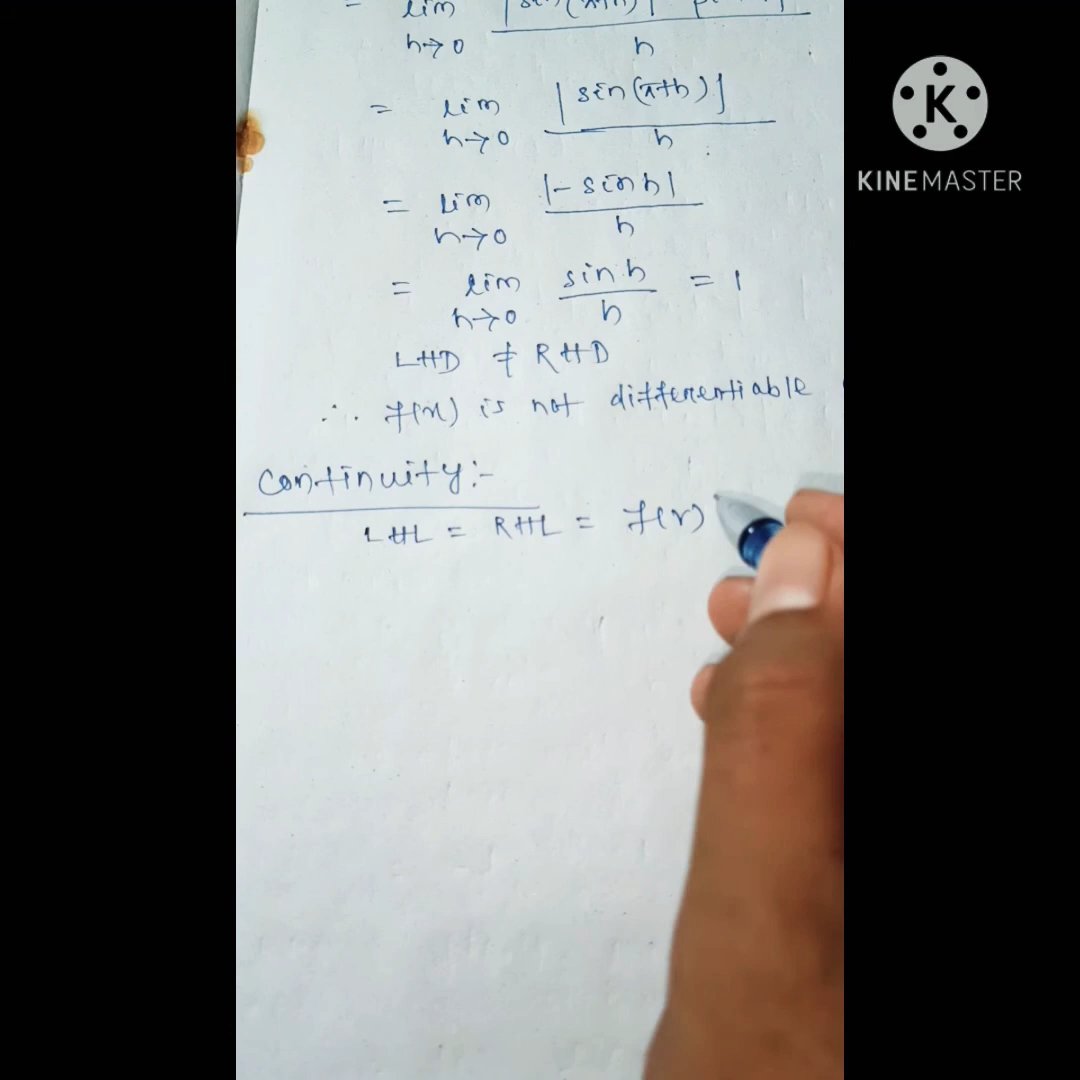 = lim
h→0 h
= lim |sin(π+h)|
h→0 h
= lim |- sin h|
h→0 h
= lim sin h = 1
h→0 h
LHD ≠ RHD
∴ f(x) is not differentiable
Continuity:-
LHL = RHL = f(r)
K
KINEMASTER